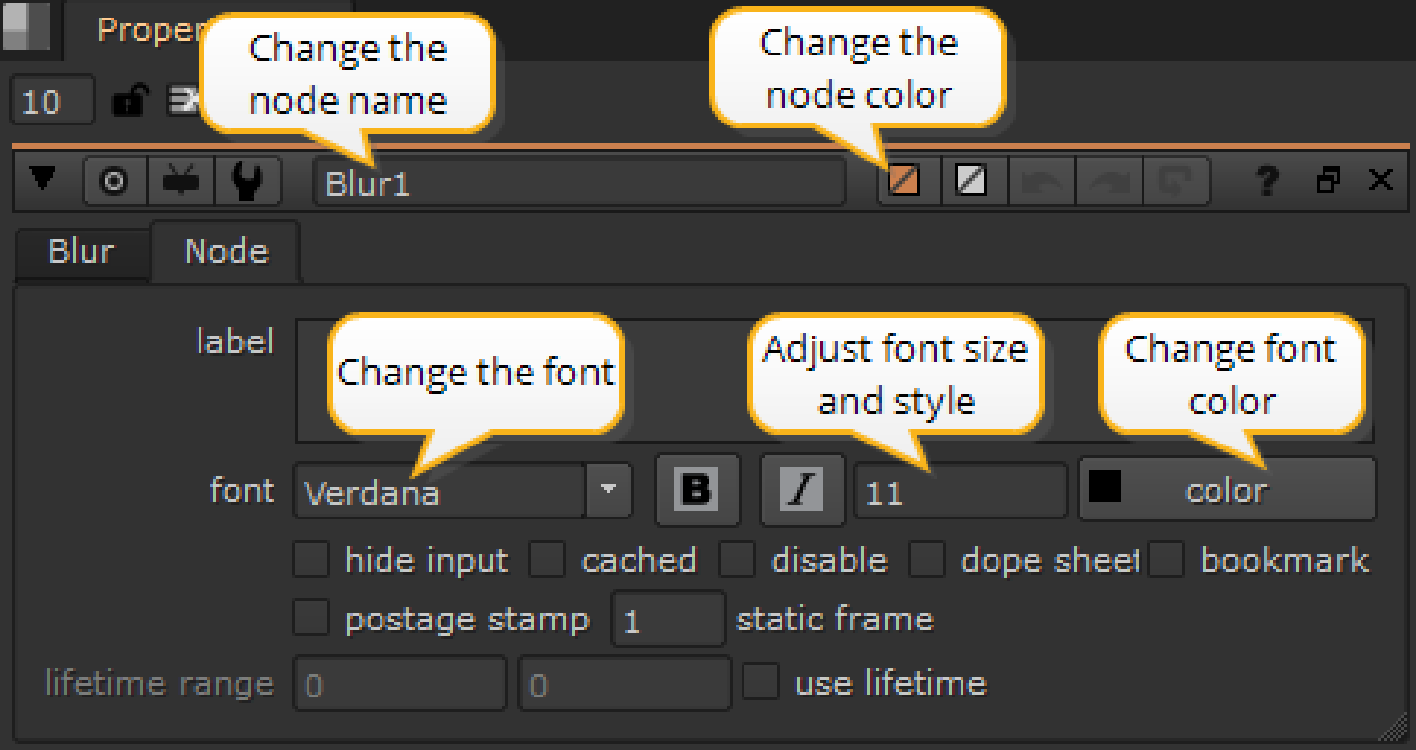 Proper
Change the
node name
Change the
node color
10
Blur1
?
Blur
Node
label
Change the font
Adjust font size
and style
Change font
color
font Verdana B I 11 color
hide input cached disable dope sheet bookmark
postage stamp 1 static frame
lifetime range 0 0 use lifetime